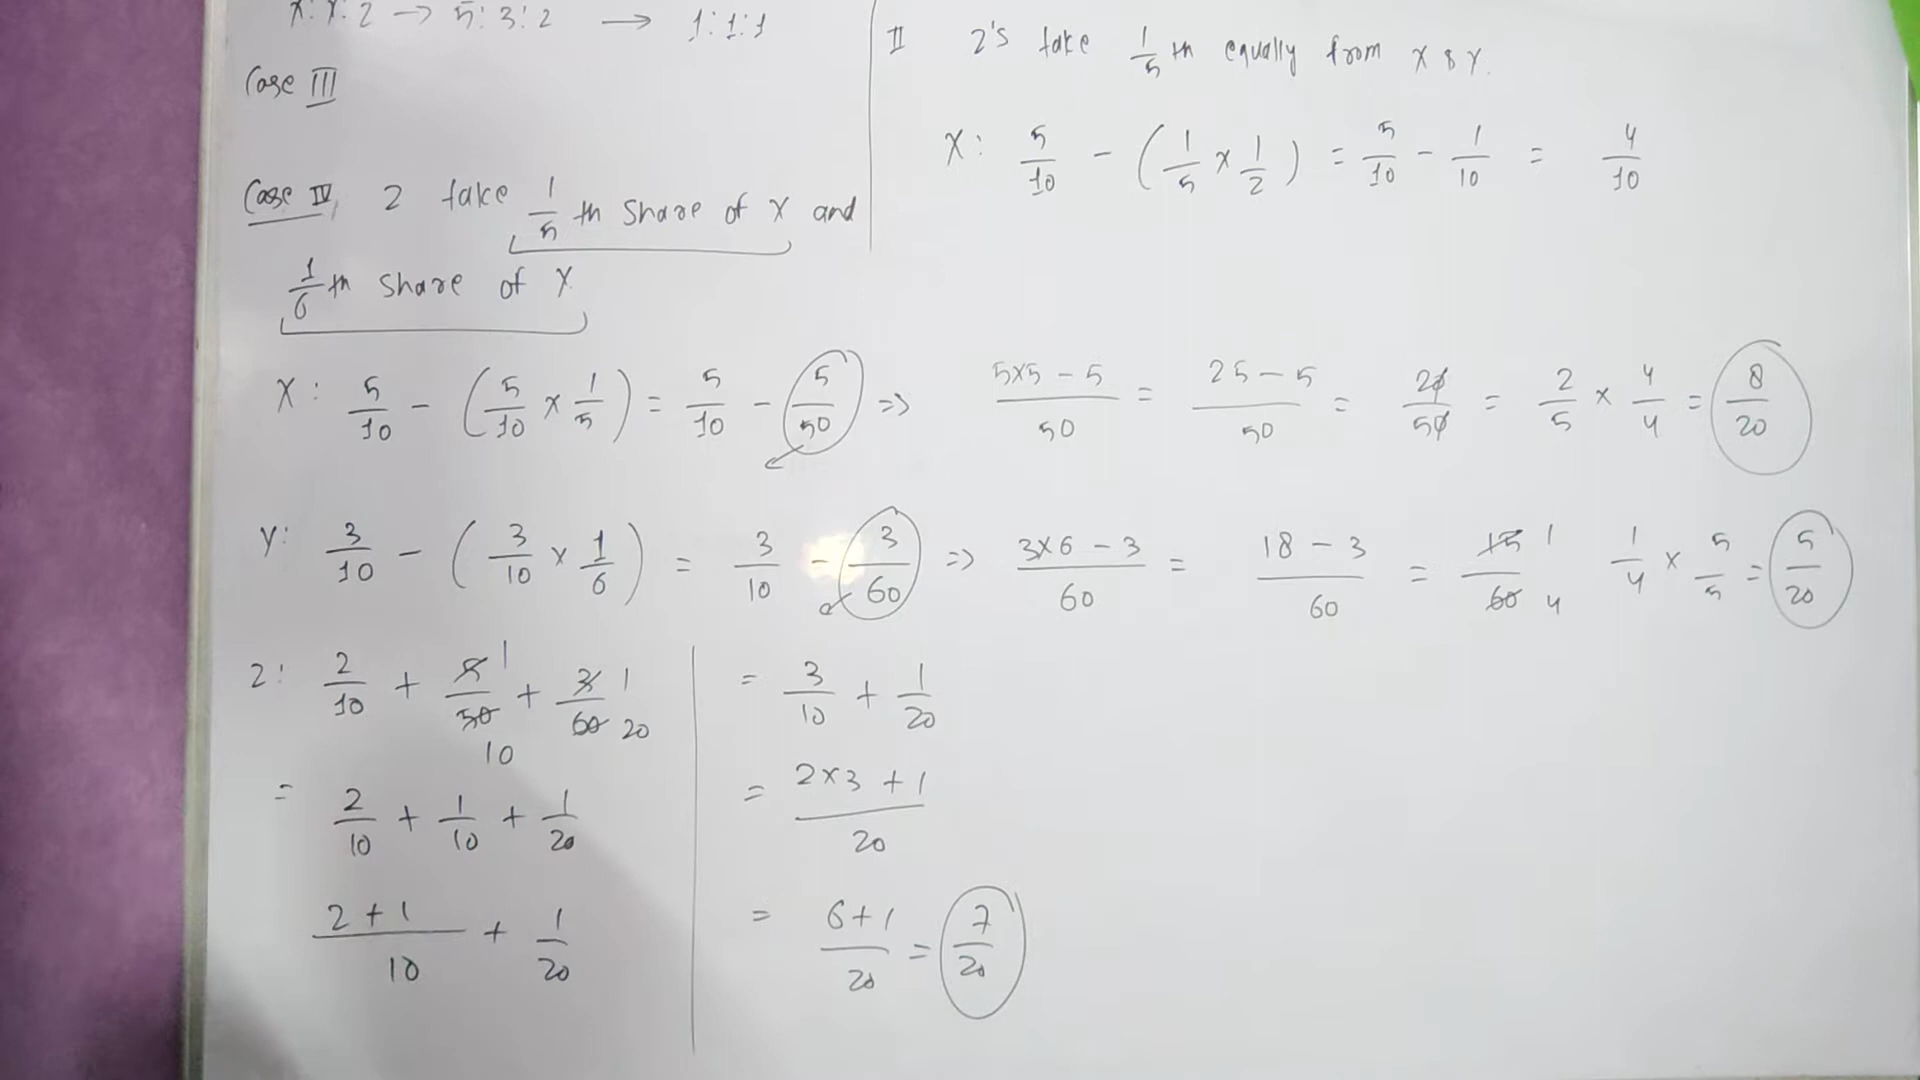 X:Y:2 → 5:3:2 → 1:1:1
Case III
Case IV, 2 take 1/5 th share of X and
1/6 th share of Y
II 2's take 1/5 th equally from X & Y.
X: 5/10 - (1/5 × 1/2) = 5/10 - 1/10 = 4/10
X: 5/10 - (5/10 × 1/5) = 5/10 - 5/50 => 5×5-5/50 = 25-5/50 = 20/50 = 2/5 × 4/4 = 8/20
Y: 3/10 - (3/10 × 1/6) = 3/10 - 3/60 => 3×6-3/60 = 18-3/60 = 15/60 1/4 1/4 × 5/5 = 5/20
2: 2/10 + 5/50 1/10 + 3/60 1/20
= 2/10 + 1/10 + 1/20
2+1/10 + 1/20
= 3/10 + 1/20
= 2×3+1/20
= 6+1/20 = 7/20